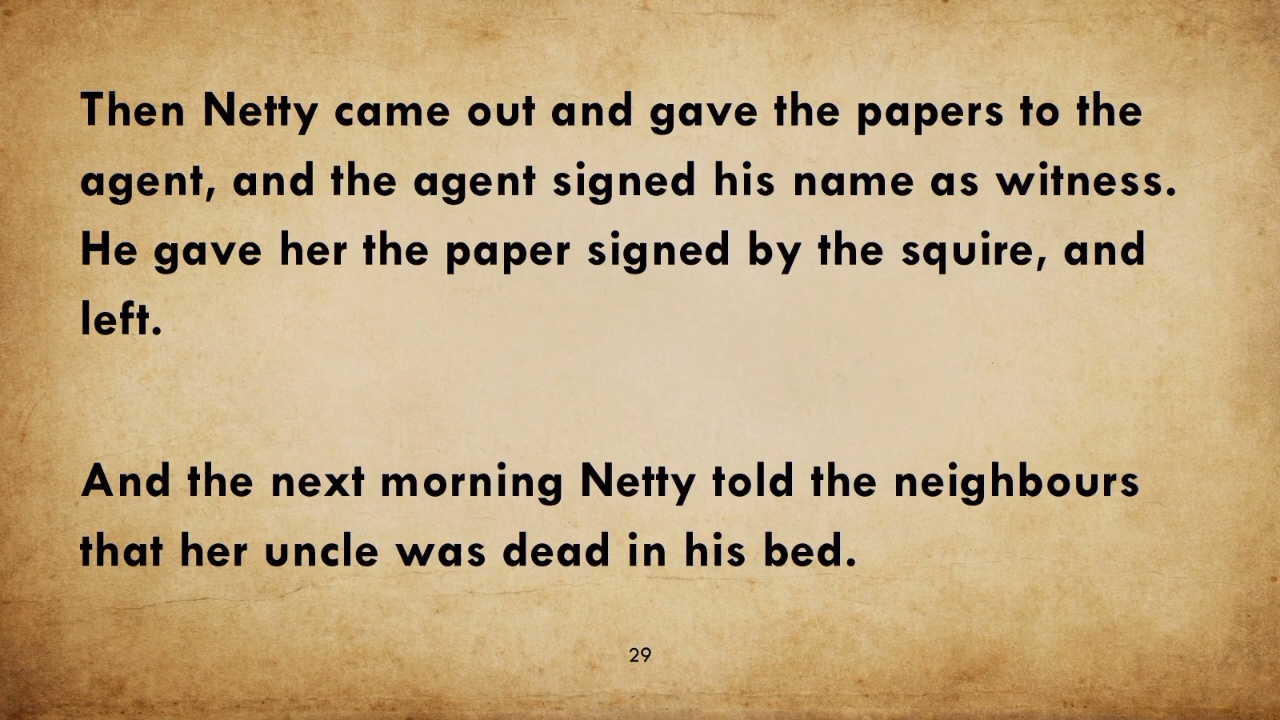 Then Netty came out and gave the papers to the
agent, and the agent signed his name as witness.
He gave her the paper signed by the squire, and
left.
And the next morning Netty told the neighbours
that her uncle was dead in his bed.
29